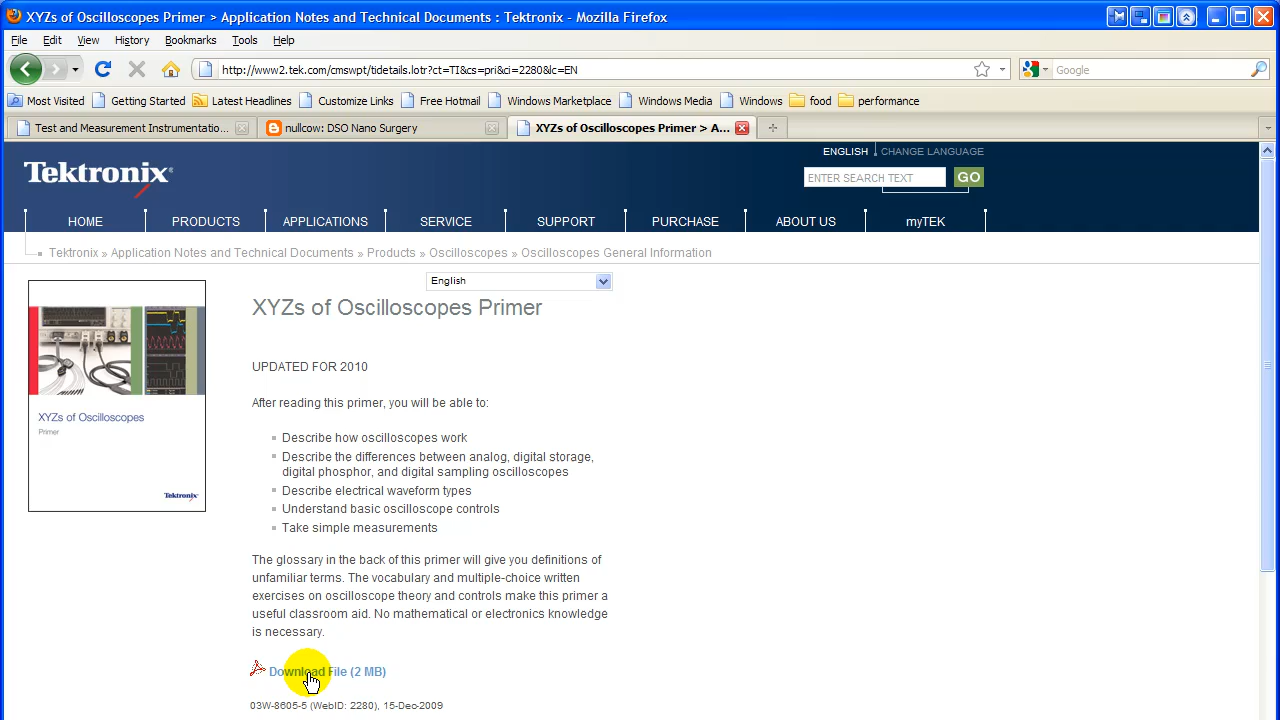 XYZs of Oscilloscopes Primer > Application Notes and Technical Documents : Tektronix - Mozilla Firefox
File Edit View History Bookmarks Tools Help
http://www2.tek.com/cmswpt/tidetails.lotr?ct=TI&cs=pri&ci=2280&lc=EN
Google
Most Visited Getting Started Latest Headlines Customize Links Free Hotmail Windows Marketplace Windows Media Windows food performance
Test and Measurement Instrumentatio... nullcow: DSO Nano Surgery XYZs of Oscilloscopes Primer > A...
ENGLISH CHANGE LANGUAGE
Tektronix®
ENTER SEARCH TEXT GO
HOME PRODUCTS APPLICATIONS SERVICE SUPPORT PURCHASE ABOUT US myTEK
Tektronix » Application Notes and Technical Documents » Products » Oscilloscopes » Oscilloscopes General Information
English
XYZs of Oscilloscopes Primer
UPDATED FOR 2010
After reading this primer, you will be able to:
Describe how oscilloscopes work
Describe the differences between analog, digital storage,
digital phosphor, and digital sampling oscilloscopes
Describe electrical waveform types
Understand basic oscilloscope controls
Take simple measurements
The glossary in the back of this primer will give you definitions of
unfamiliar terms. The vocabulary and multiple-choice written
exercises on oscilloscope theory and controls make this primer a
useful classroom aid. No mathematical or electronics knowledge
is necessary.
Download File (2 MB)
03W-8605-5 (WebID: 2280), 15-Dec-2009
XYZs of Oscilloscopes
Primer
Tektronix